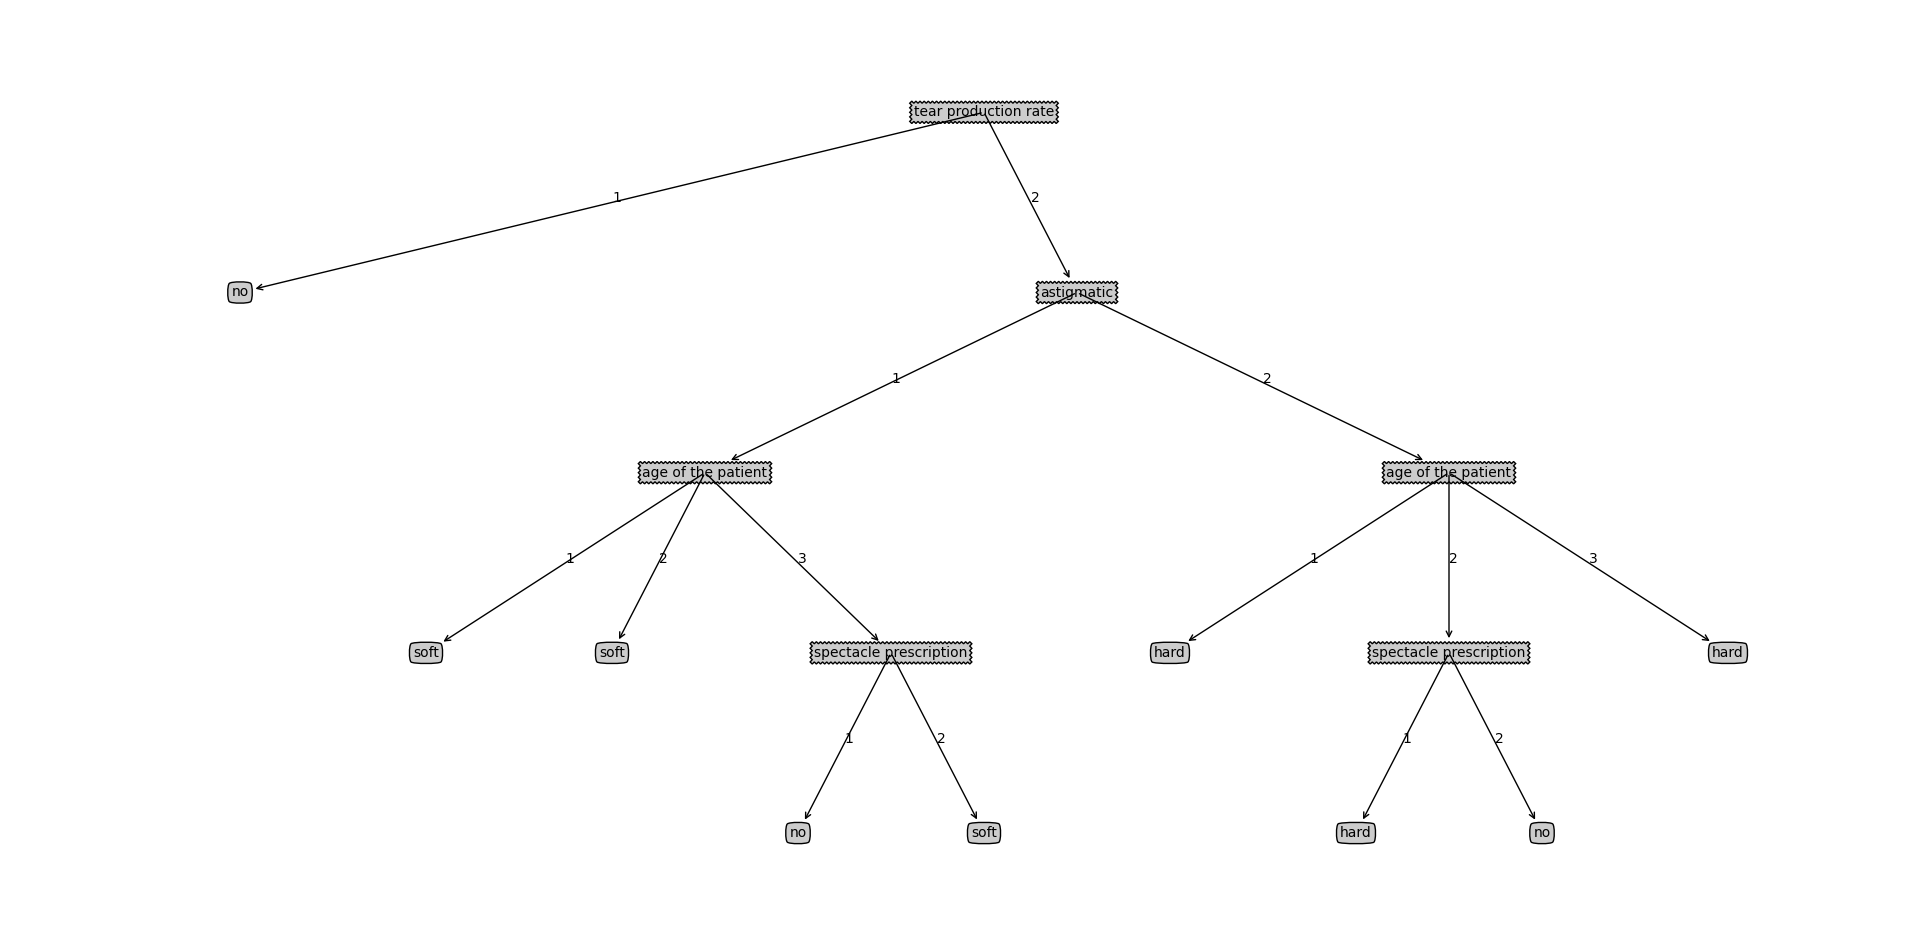 tear production rate
1
2
no
astigmatic
1
2
age of the patient
age of the patient
1
2
3
1
2
3
soft
soft
spectacle prescription
hard
spectacle prescription
hard
1
2
1
2
no
soft
hard
no